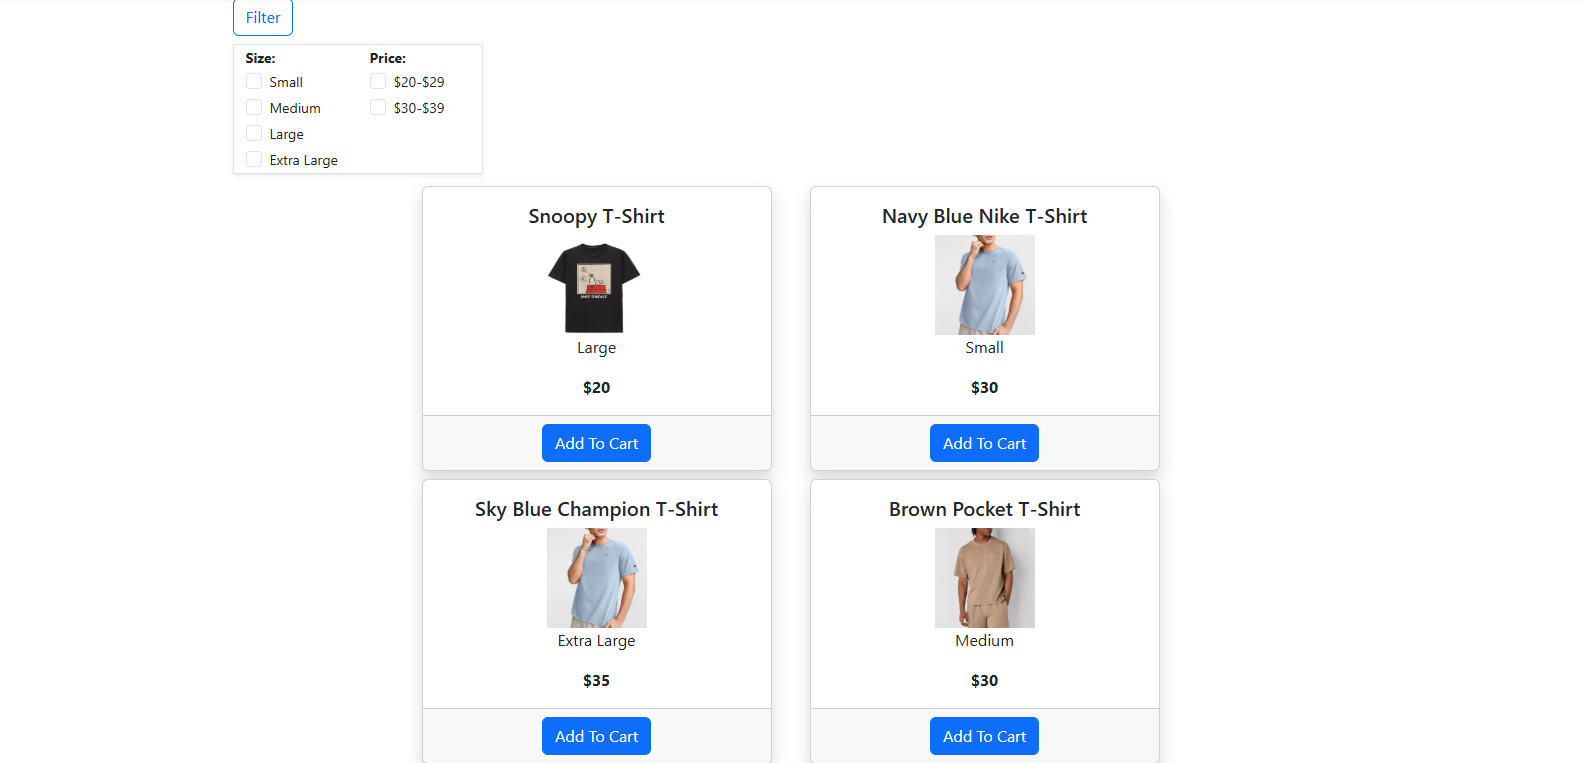 Filter
Size:
Small
Medium
Large
Extra Large
Price:
$20-$29
$30-$39
Snoopy T-Shirt
NOT TODAY
Large
$20
Add To Cart
Navy Blue Nike T-Shirt
Small
$30
Add To Cart
Sky Blue Champion T-Shirt
Extra Large
$35
Add To Cart
Brown Pocket T-Shirt
Medium
$30
Add To Cart